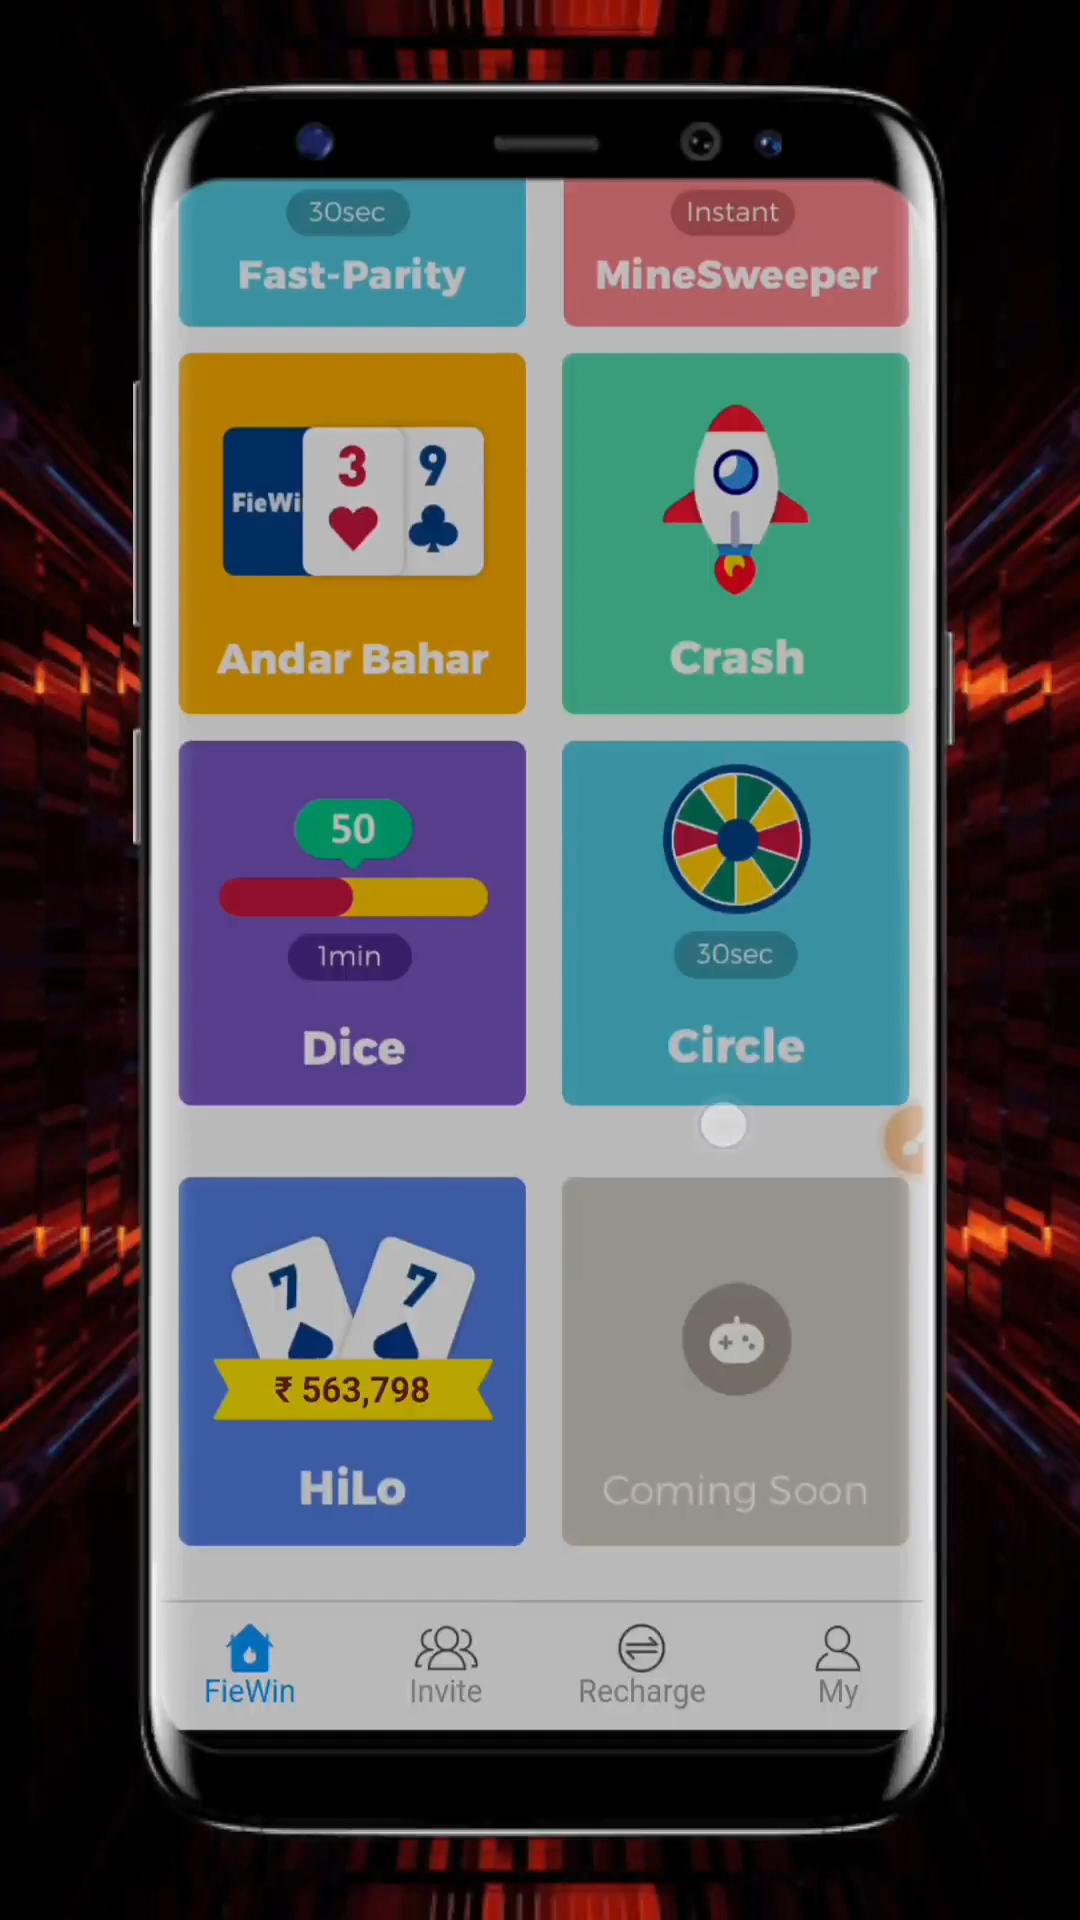 30sec
Instant
Fast-Parity
MineSweeper
FieWi
3
9
Andar Bahar
Crash
50
1min
30sec
Dice
Circle
7
7
₹ 563,798
HiLo
Coming Soon
FieWin
Invite
Recharge
My